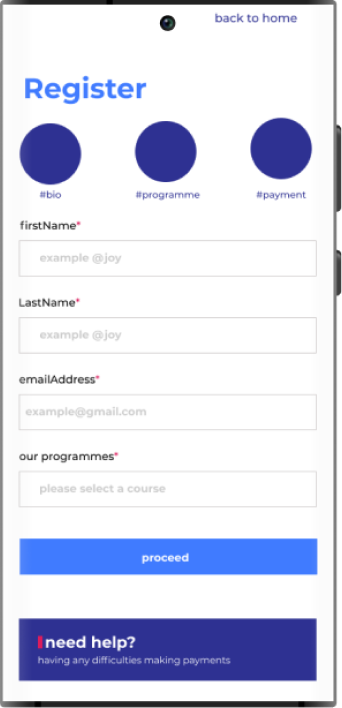 back to home
Register
#bio #programme #payment
firstName*
example @joy
LastName*
example @joy
emailAddress*
example@gmail.com
our programmes*
please select a course
proceed
need help?
having any difficulties making payments